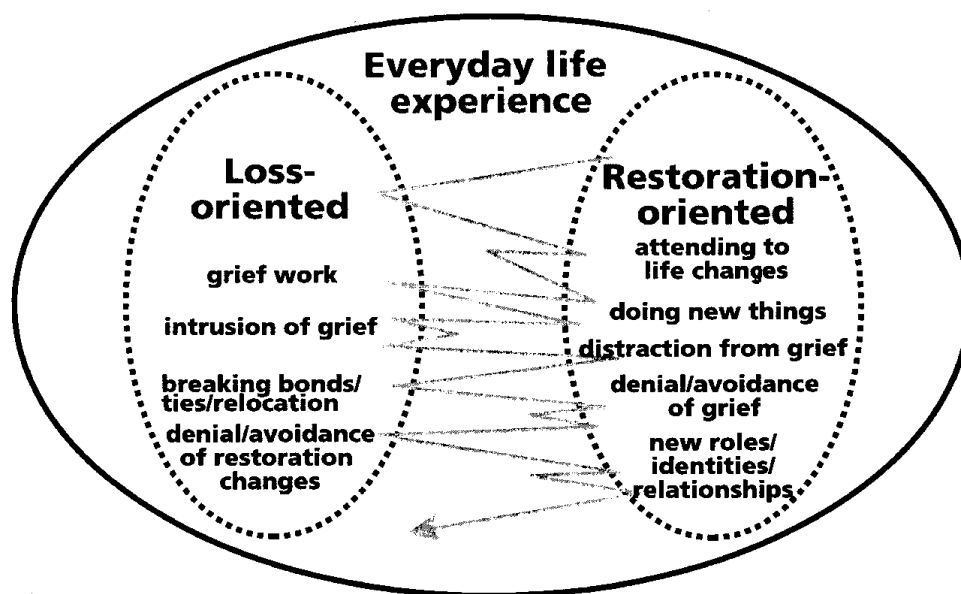 Everyday life
experience
Loss-
oriented
grief work
intrusion of grief
breaking bonds/
ties/relocation
denial/avoidance
of restoration
changes
Restoration-
oriented
attending to
life changes
doing new things
distraction from grief
denial/avoidance
of grief
new roles/
identities/
relationships